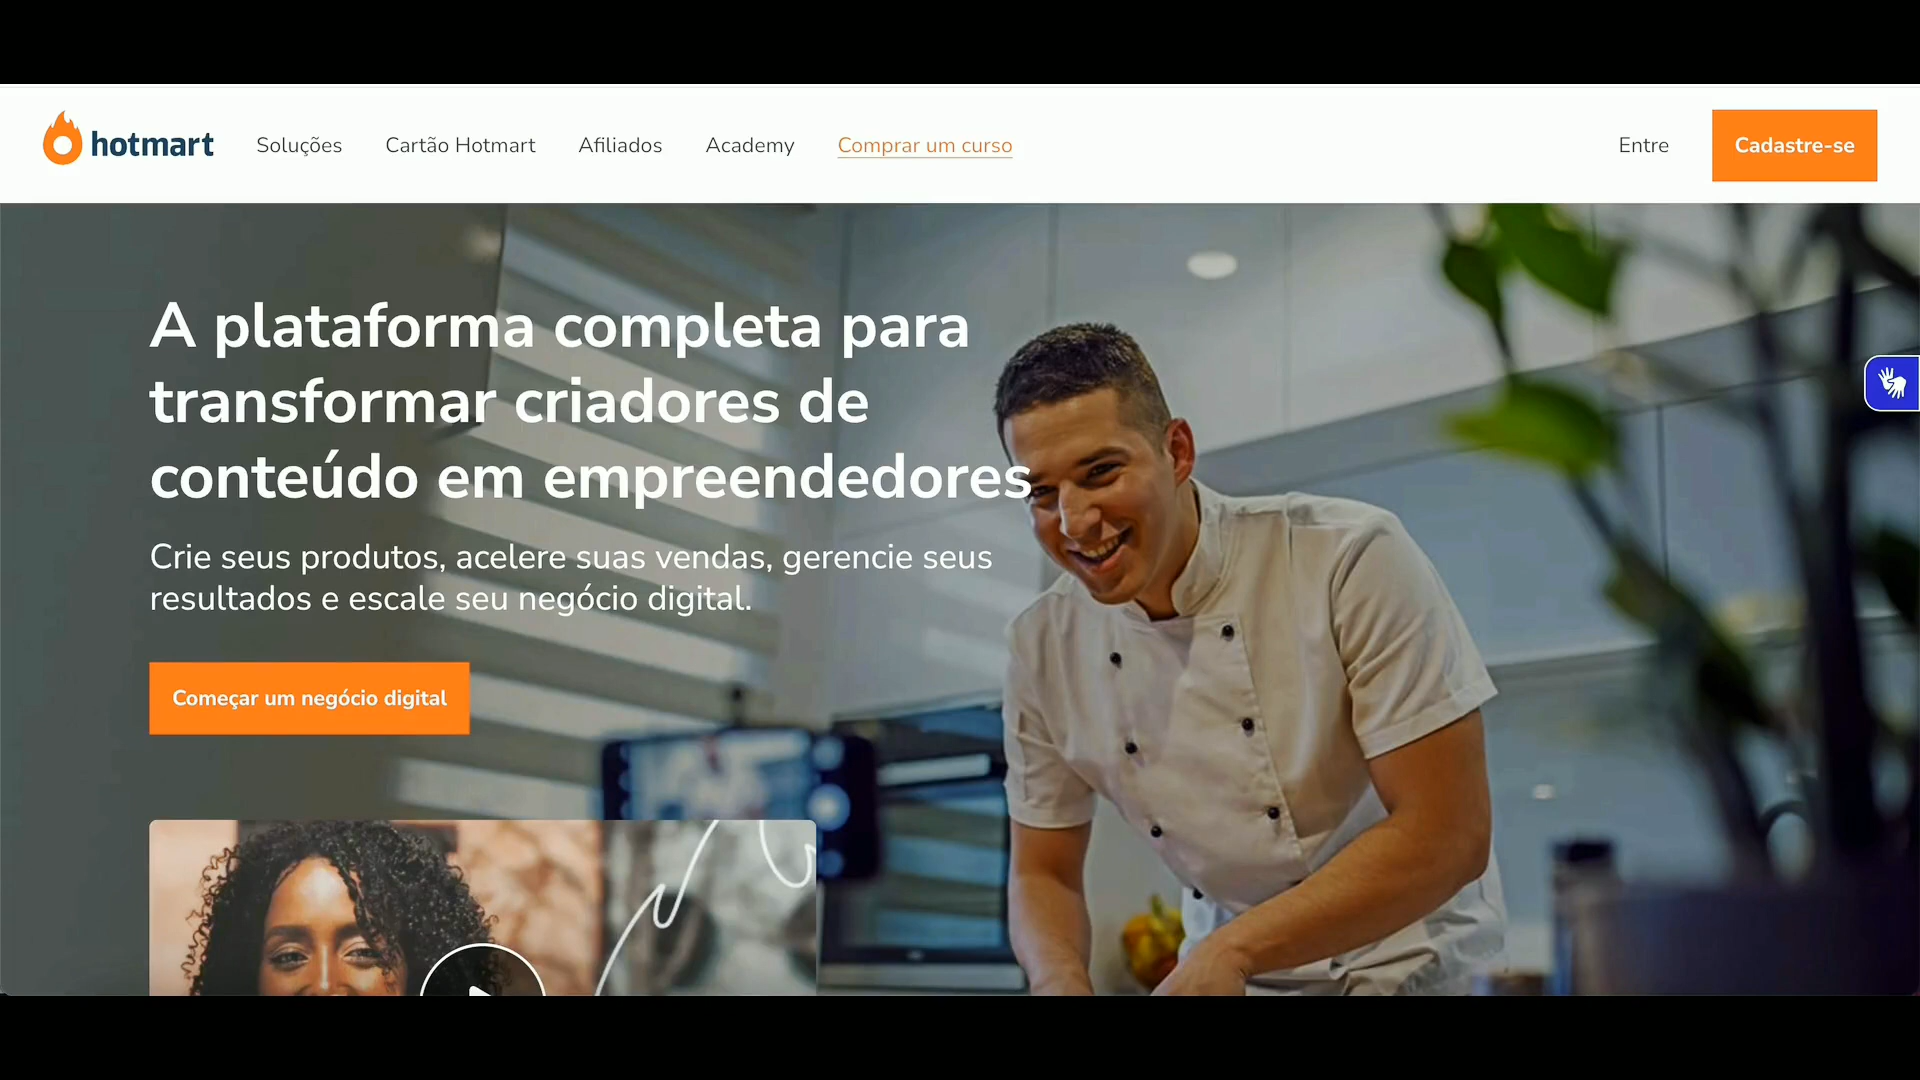 hotmart
Soluções
Cartão Hotmart
Afiliados
Academy
Comprar um curso
Entre
Cadastre-se
A plataforma completa para
transformar criadores de
conteúdo em empreendedores
Crie seus produtos, acelere suas vendas, gerencie seus
resultados e escale seu negócio digital.
Começar um negócio digital